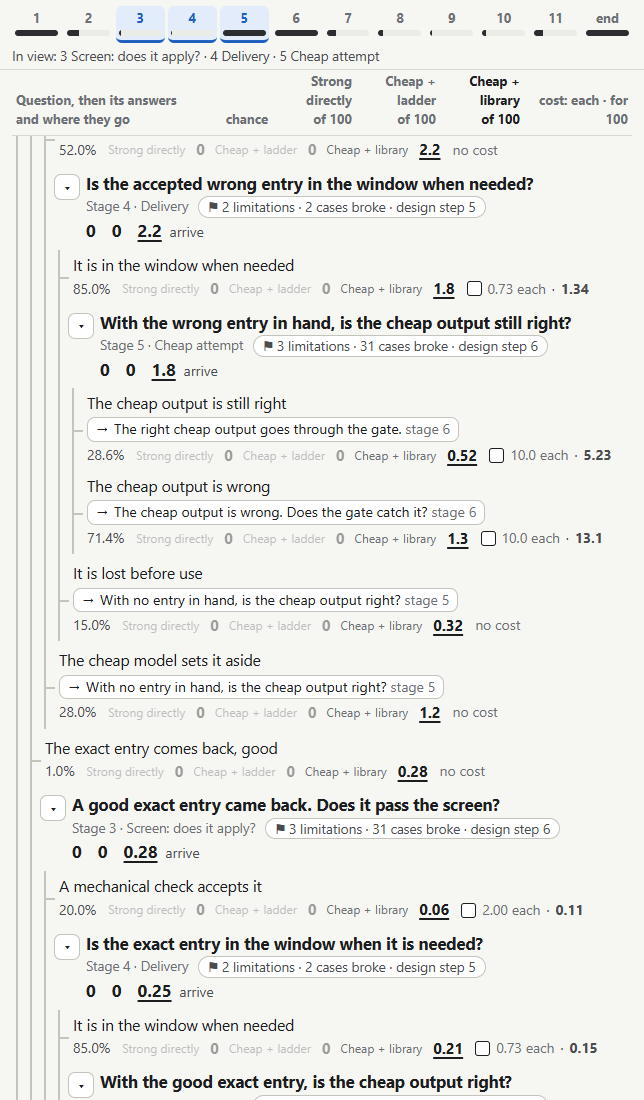 1 2 3 4 5 6 7 8 9 10 11 end
In view: 3 Screen: does it apply? · 4 Delivery · 5 Cheap attempt
Question, then its answers and where they go
chance
Strong directly of 100
Cheap + ladder of 100
Cheap + library of 100
cost: each · for 100
52.0% Strong directly 0 Cheap + ladder 0 Cheap + library 2.2 no cost
Is the accepted wrong entry in the window when needed?
Stage 4 · Delivery ⚑ 2 limitations · 2 cases broke · design step 5
0 0 2.2 arrive
It is in the window when needed
85.0% Strong directly 0 Cheap + ladder 0 Cheap + library 1.8 0.73 each · 1.34
With the wrong entry in hand, is the cheap output still right?
Stage 5 · Cheap attempt ⚑ 3 limitations · 31 cases broke · design step 6
0 0 1.8 arrive
The cheap output is still right
→ The right cheap output goes through the gate. stage 6
28.6% Strong directly 0 Cheap + ladder 0 Cheap + library 0.52 10.0 each · 5.23
The cheap output is wrong
→ The cheap output is wrong. Does the gate catch it? stage 6
71.4% Strong directly 0 Cheap + ladder 0 Cheap + library 1.3 10.0 each · 13.1
It is lost before use
→ With no entry in hand, is the cheap output right? stage 5
15.0% Strong directly 0 Cheap + ladder 0 Cheap + library 0.32 no cost
The cheap model sets it aside
→ With no entry in hand, is the cheap output right? stage 5
28.0% Strong directly 0 Cheap + ladder 0 Cheap + library 1.2 no cost
The exact entry comes back, good
1.0% Strong directly 0 Cheap + ladder 0 Cheap + library 0.28 no cost
A good exact entry came back. Does it pass the screen?
Stage 3 · Screen: does it apply? ⚑ 3 limitations · 31 cases broke · design step 6
0 0 0.28 arrive
A mechanical check accepts it
20.0% Strong directly 0 Cheap + ladder 0 Cheap + library 0.06 2.00 each · 0.11
Is the exact entry in the window when it is needed?
Stage 4 · Delivery ⚑ 2 limitations · 2 cases broke · design step 5
0 0 0.25 arrive
It is in the window when needed
85.0% Strong directly 0 Cheap + ladder 0 Cheap + library 0.21 0.73 each · 0.15
With the good exact entry, is the cheap output right?